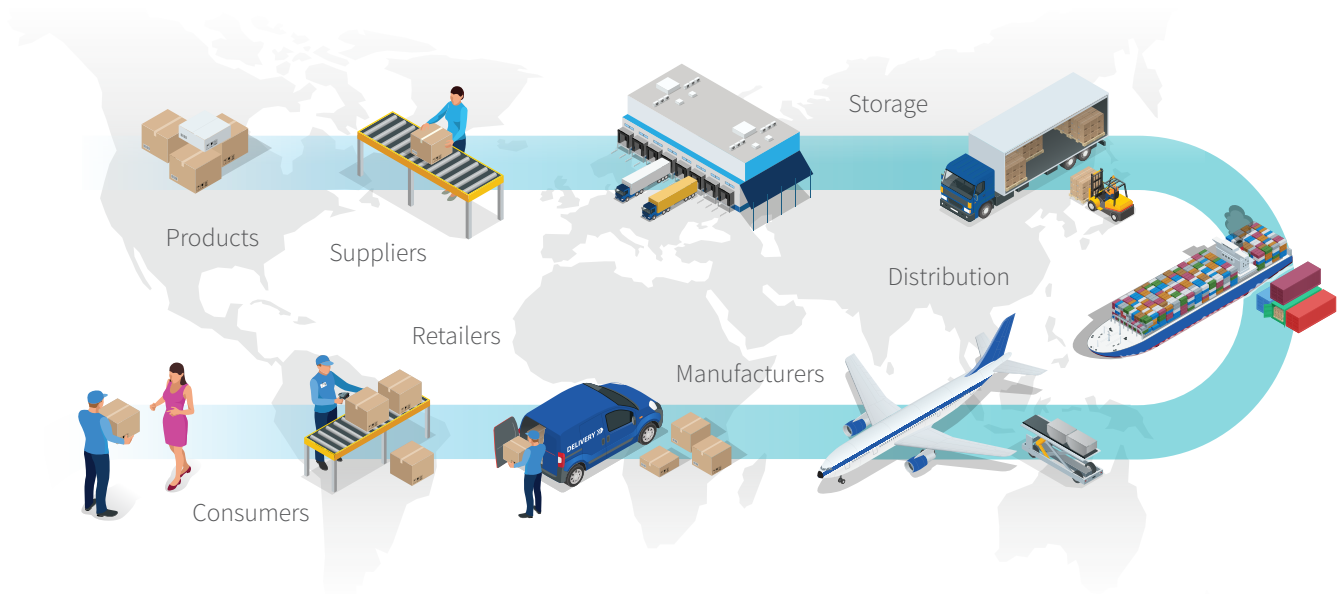 Storage
Products
Suppliers
Distribution
Retailers
Manufacturers
DELIVERY
Consumers